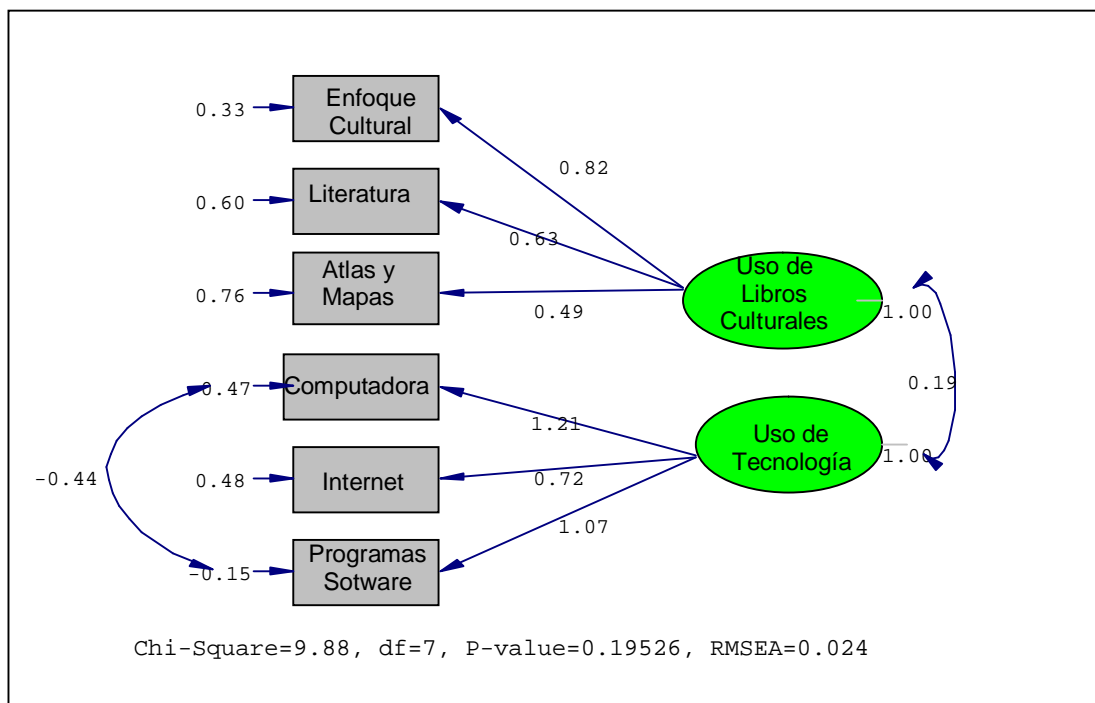 Enfoque
Cultural
0.33
0.82
Literatura
0.60
0.63
Atlas y
Mapas
0.76
0.49
Uso de
Libros
Culturales
1.00
0.19
Computadora
0.47
1.21
Uso de
Tecnología
1.00
-0.44
Internet
0.48
0.72
1.07
Programas
Sotware
-0.15
Chi-Square=9.88, df=7, P-value=0.19526, RMSEA=0.024